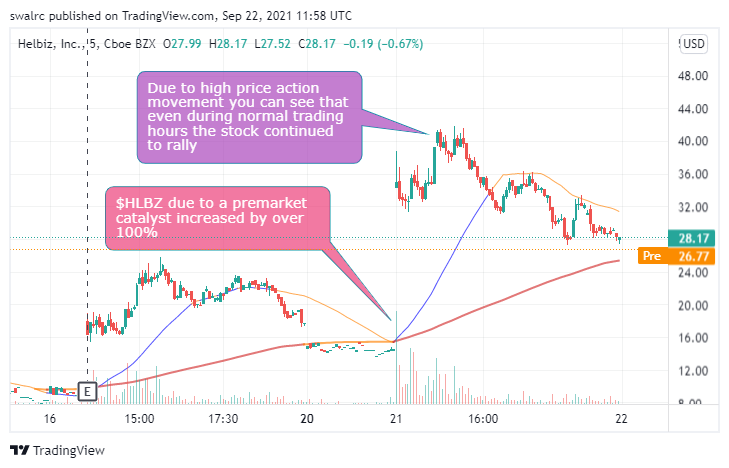 swalrc published on TradingView.com, Sep 22, 2021 11:58 UTC
Helbiz, Inc., 5, Cboe BZX O27.99 H28.17 L27.52 C28.17 −0.19 (−0.67%)
USD
48.00
Due to high price action
movement you can see that
even during normal trading
hours the stock continued
to rally
44.00
40.00
36.00
$HLBZ due to a premarket
catalyst increased by over
100%
32.00
28.17
Pre 26.77
24.00
20.00
16.00
12.00
E
8.00
16 15:00 17:30 20 21 16:00 22
TradingView